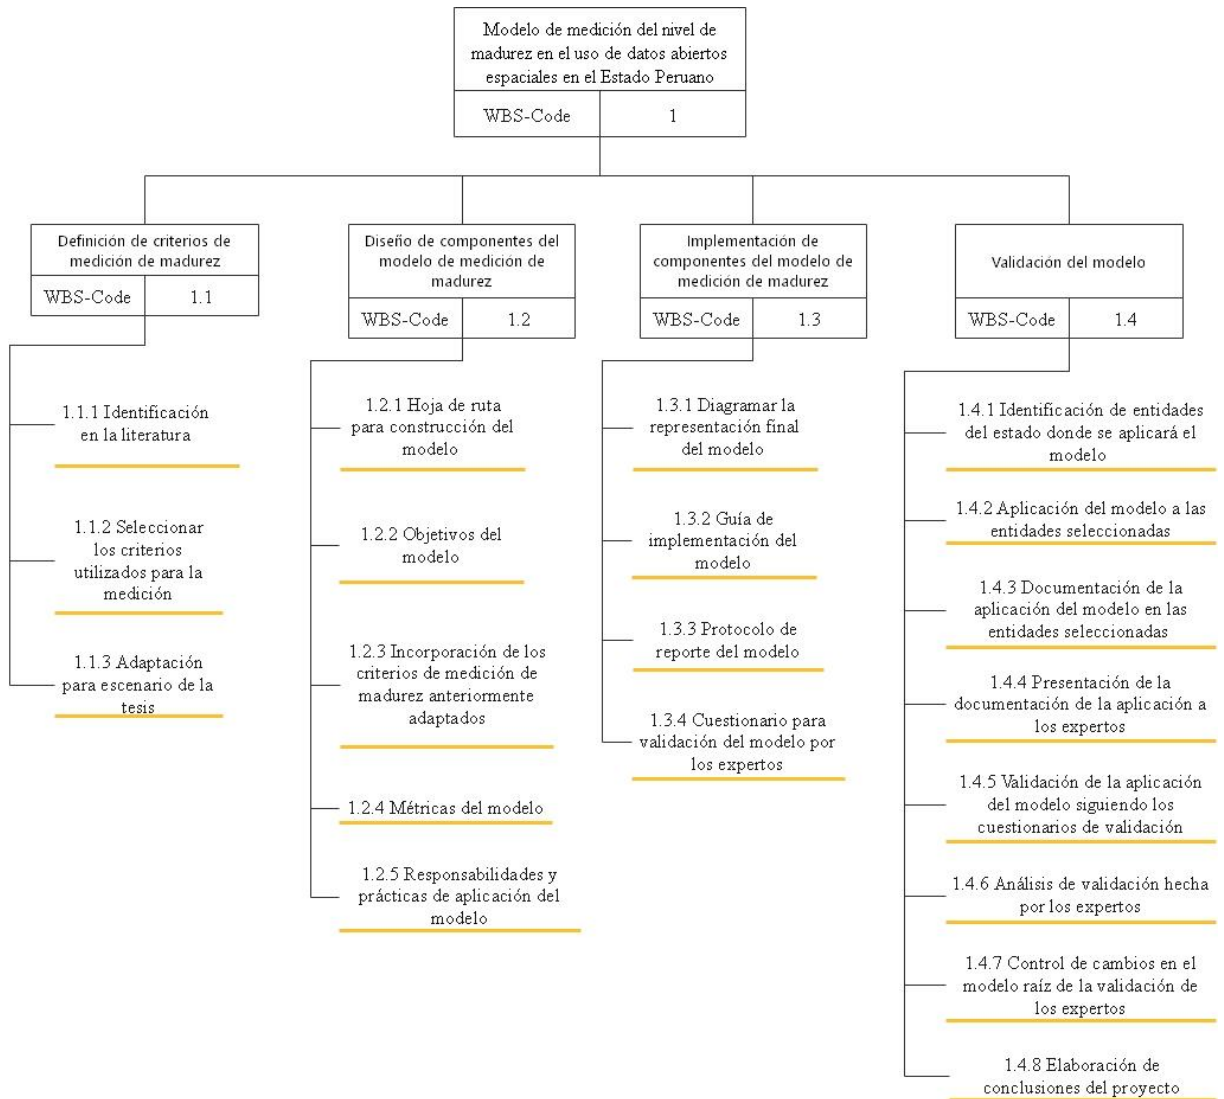 Modelo de medición del nivel de
madurez en el uso de datos abiertos
espaciales en el Estado Peruano
WBS-Code 1
Definición de criterios de
medición de madurez
WBS-Code 1.1
1.1.1 Identificación
en la literatura
1.1.2 Seleccionar
los criterios
utilizados para la
medición
1.1.3 Adaptación
para escenario de la
tesis
Diseño de componentes del
modelo de medición de
madurez
WBS-Code 1.2
1.2.1 Hoja de ruta
para construcción del
modelo
1.2.2 Objetivos del
modelo
1.2.3 Incorporación de los
criterios de medición de
madurez anteriormente
adaptados
1.2.4 Métricas del modelo
1.2.5 Responsabilidades y
prácticas de aplicación del
modelo
Implementación de
componentes del modelo de
medición de madurez
WBS-Code 1.3
1.3.1 Diagramar la
representación final
del modelo
1.3.2 Guía de
implementación del
modelo
1.3.3 Protocolo de
reporte del modelo
1.3.4 Cuestionario para
validación del modelo por
los expertos
Validación del modelo
WBS-Code 1.4
1.4.1 Identificación de entidades
del estado donde se aplicará el
modelo
1.4.2 Aplicación del modelo a las
entidades seleccionadas
1.4.3 Documentación de la
aplicación del modelo en las
entidades seleccionadas
1.4.4 Presentación de la
documentación de la aplicación a
los expertos
1.4.5 Validación de la aplicación
del modelo siguiendo los
cuestionarios de validación
1.4.6 Análisis de validación hecha
por los expertos
1.4.7 Control de cambios en el
modelo raíz de la validación de
los expertos
1.4.8 Elaboración de
conclusiones del proyecto